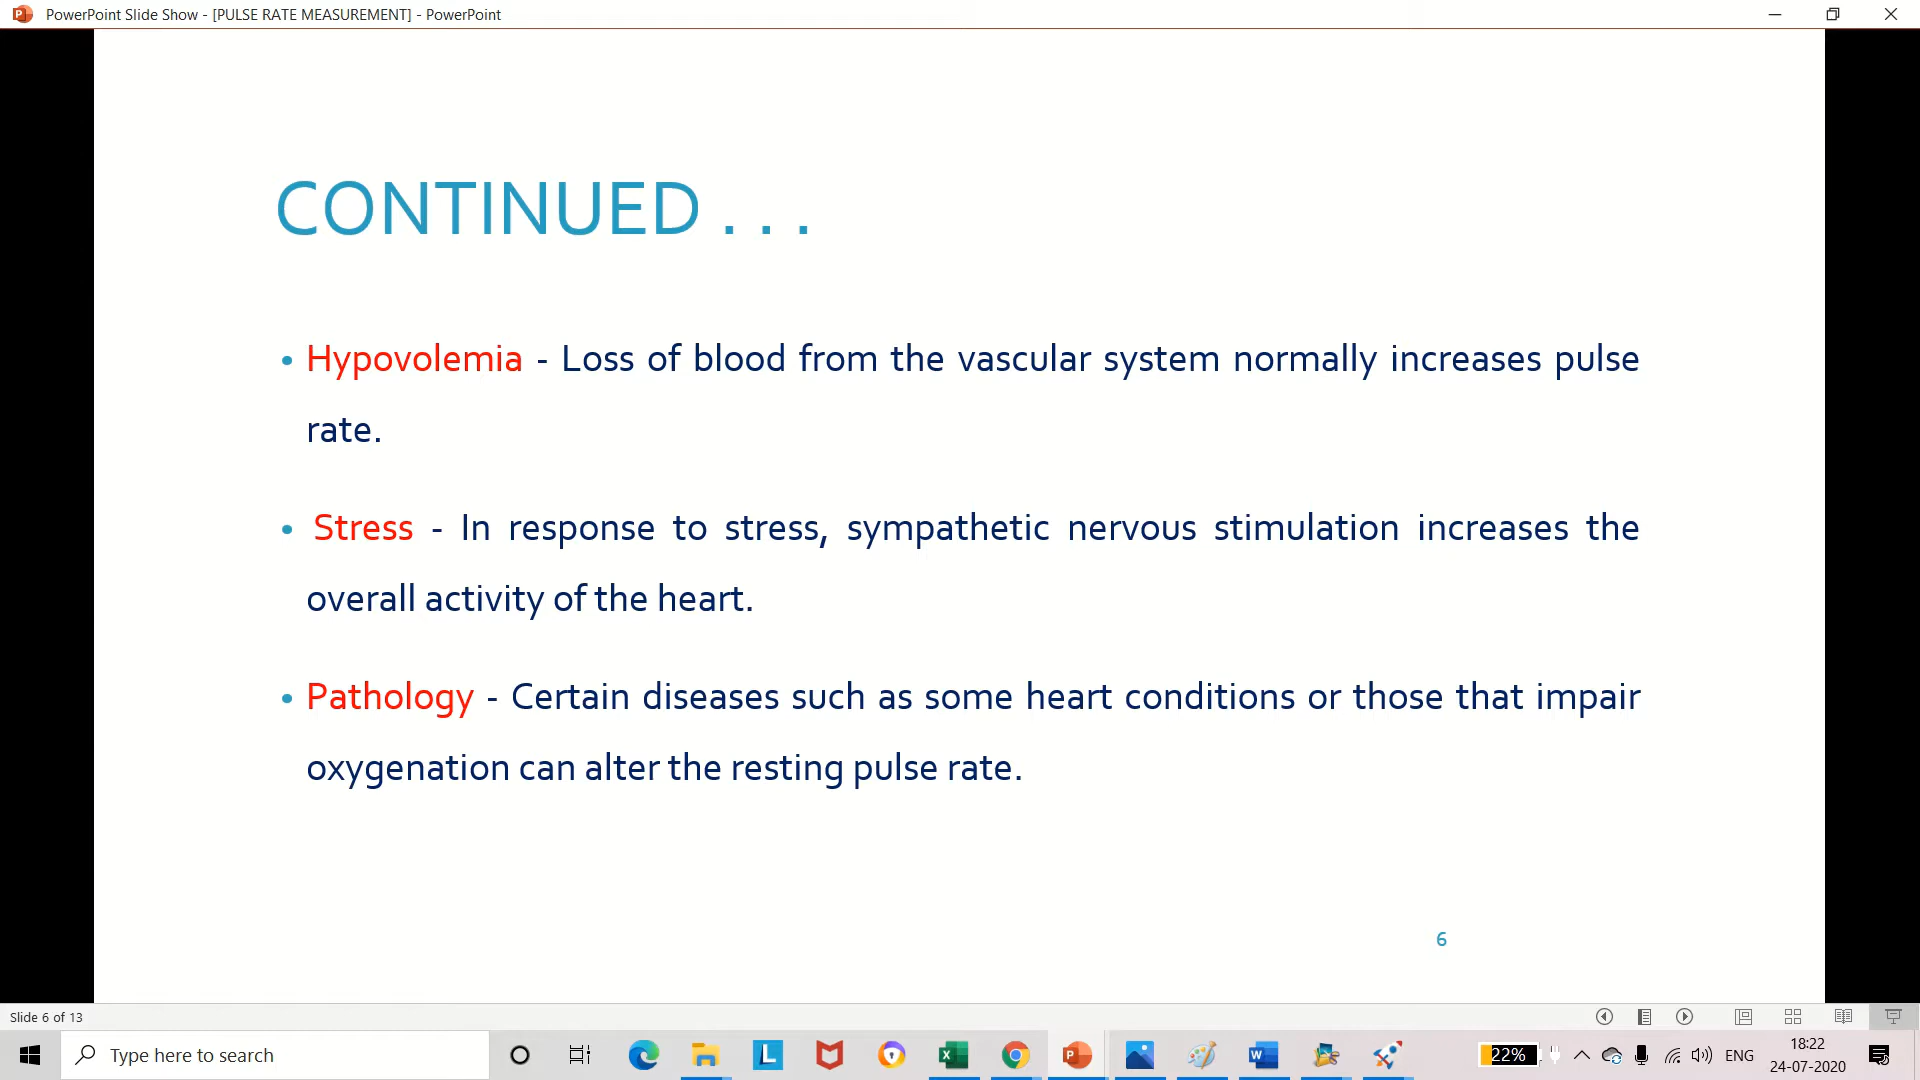 PowerPoint Slide Show - [PULSE RATE MEASUREMENT] - PowerPoint
CONTINUED . . .
• Hypovolemia - Loss of blood from the vascular system normally increases pulse
rate.
• Stress - In response to stress, sympathetic nervous stimulation increases the
overall activity of the heart.
• Pathology - Certain diseases such as some heart conditions or those that impair
oxygenation can alter the resting pulse rate.
6
Slide 6 of 13
Type here to search
22%
ENG
18:22
24-07-2020